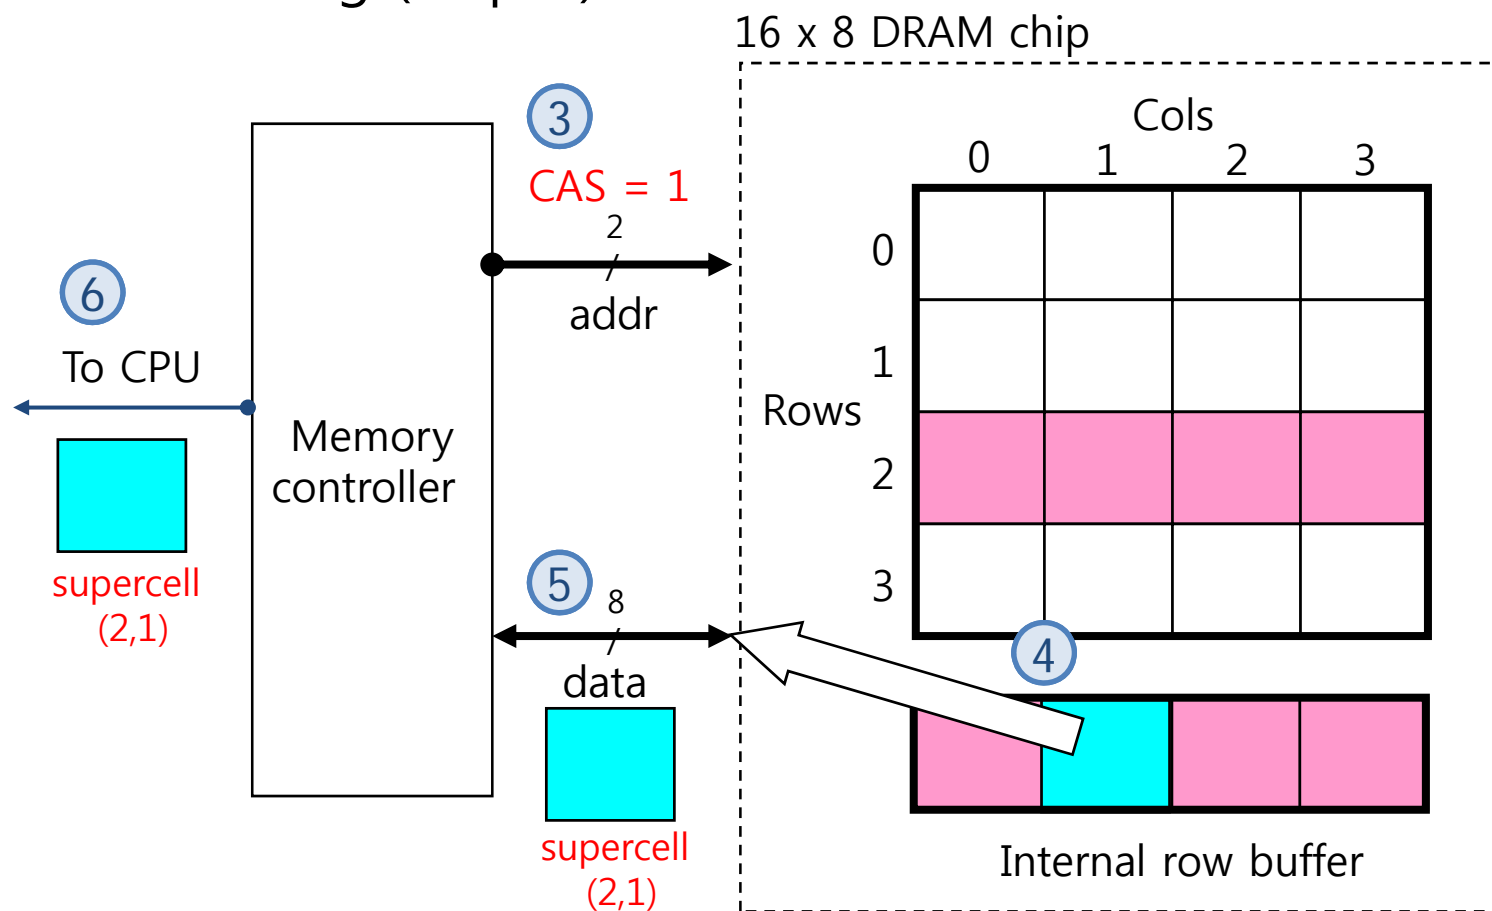 16 x 8 DRAM chip
3
CAS = 1
2
addr
6
To CPU
supercell
(2,1)
Memory
controller
5
8
data
supercell
(2,1)
Cols
0 1 2 3
Rows
0
1
2
3
4
Internal row buffer